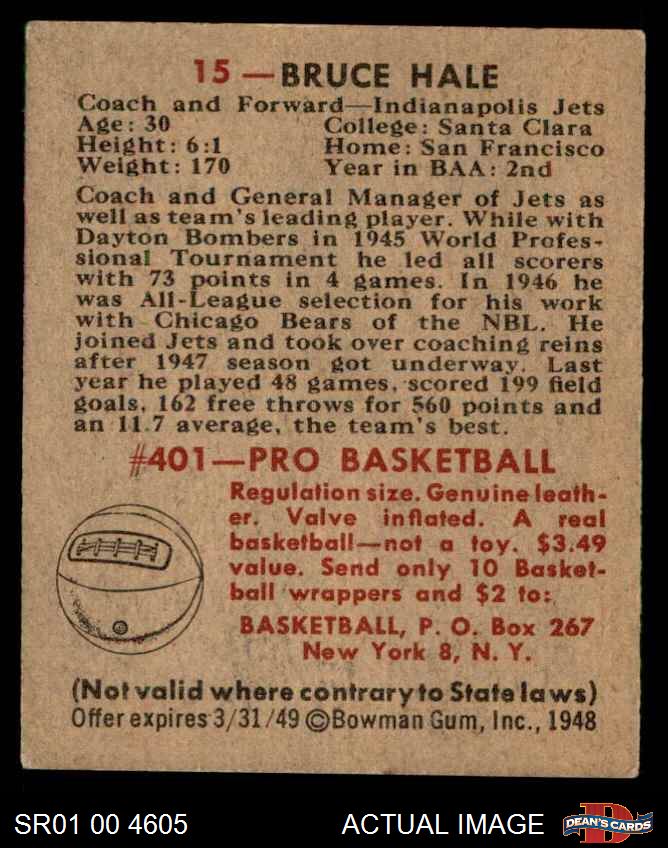 15—BRUCE HALE
Coach and Forward—Indianapolis Jets
Age: 30 College: Santa Clara
Height: 6:1 Home: San Francisco
Weight: 170 Year in BAA: 2nd
Coach and General Manager of Jets as
well as team's leading player. While with
Dayton Bombers in 1945 World Profes-
sional Tournament he led all scorers
with 73 points in 4 games. In 1946 he
was All-League selection for his work
with Chicago Bears of the NBL. He
joined Jets and took over coaching reins
after 1947 season got underway. Last
year he played 48 games, scored 199 field
goals, 162 free throws for 560 points and
an 11.7 average, the team's best.
#401—PRO BASKETBALL
Regulation size. Genuine leath-
er. Valve inflated. A real
basketball—not a toy. $3.49
value. Send only 10 Basket-
ball wrappers and $2 to:
BASKETBALL, P. O. Box 267
New York 8, N. Y.
(Not valid where contrary to State laws)
Offer expires 3/31/49 ©Bowman Gum, Inc., 1948
SR01 00 4605 ACTUAL IMAGE
D
DEAN'S CARDS